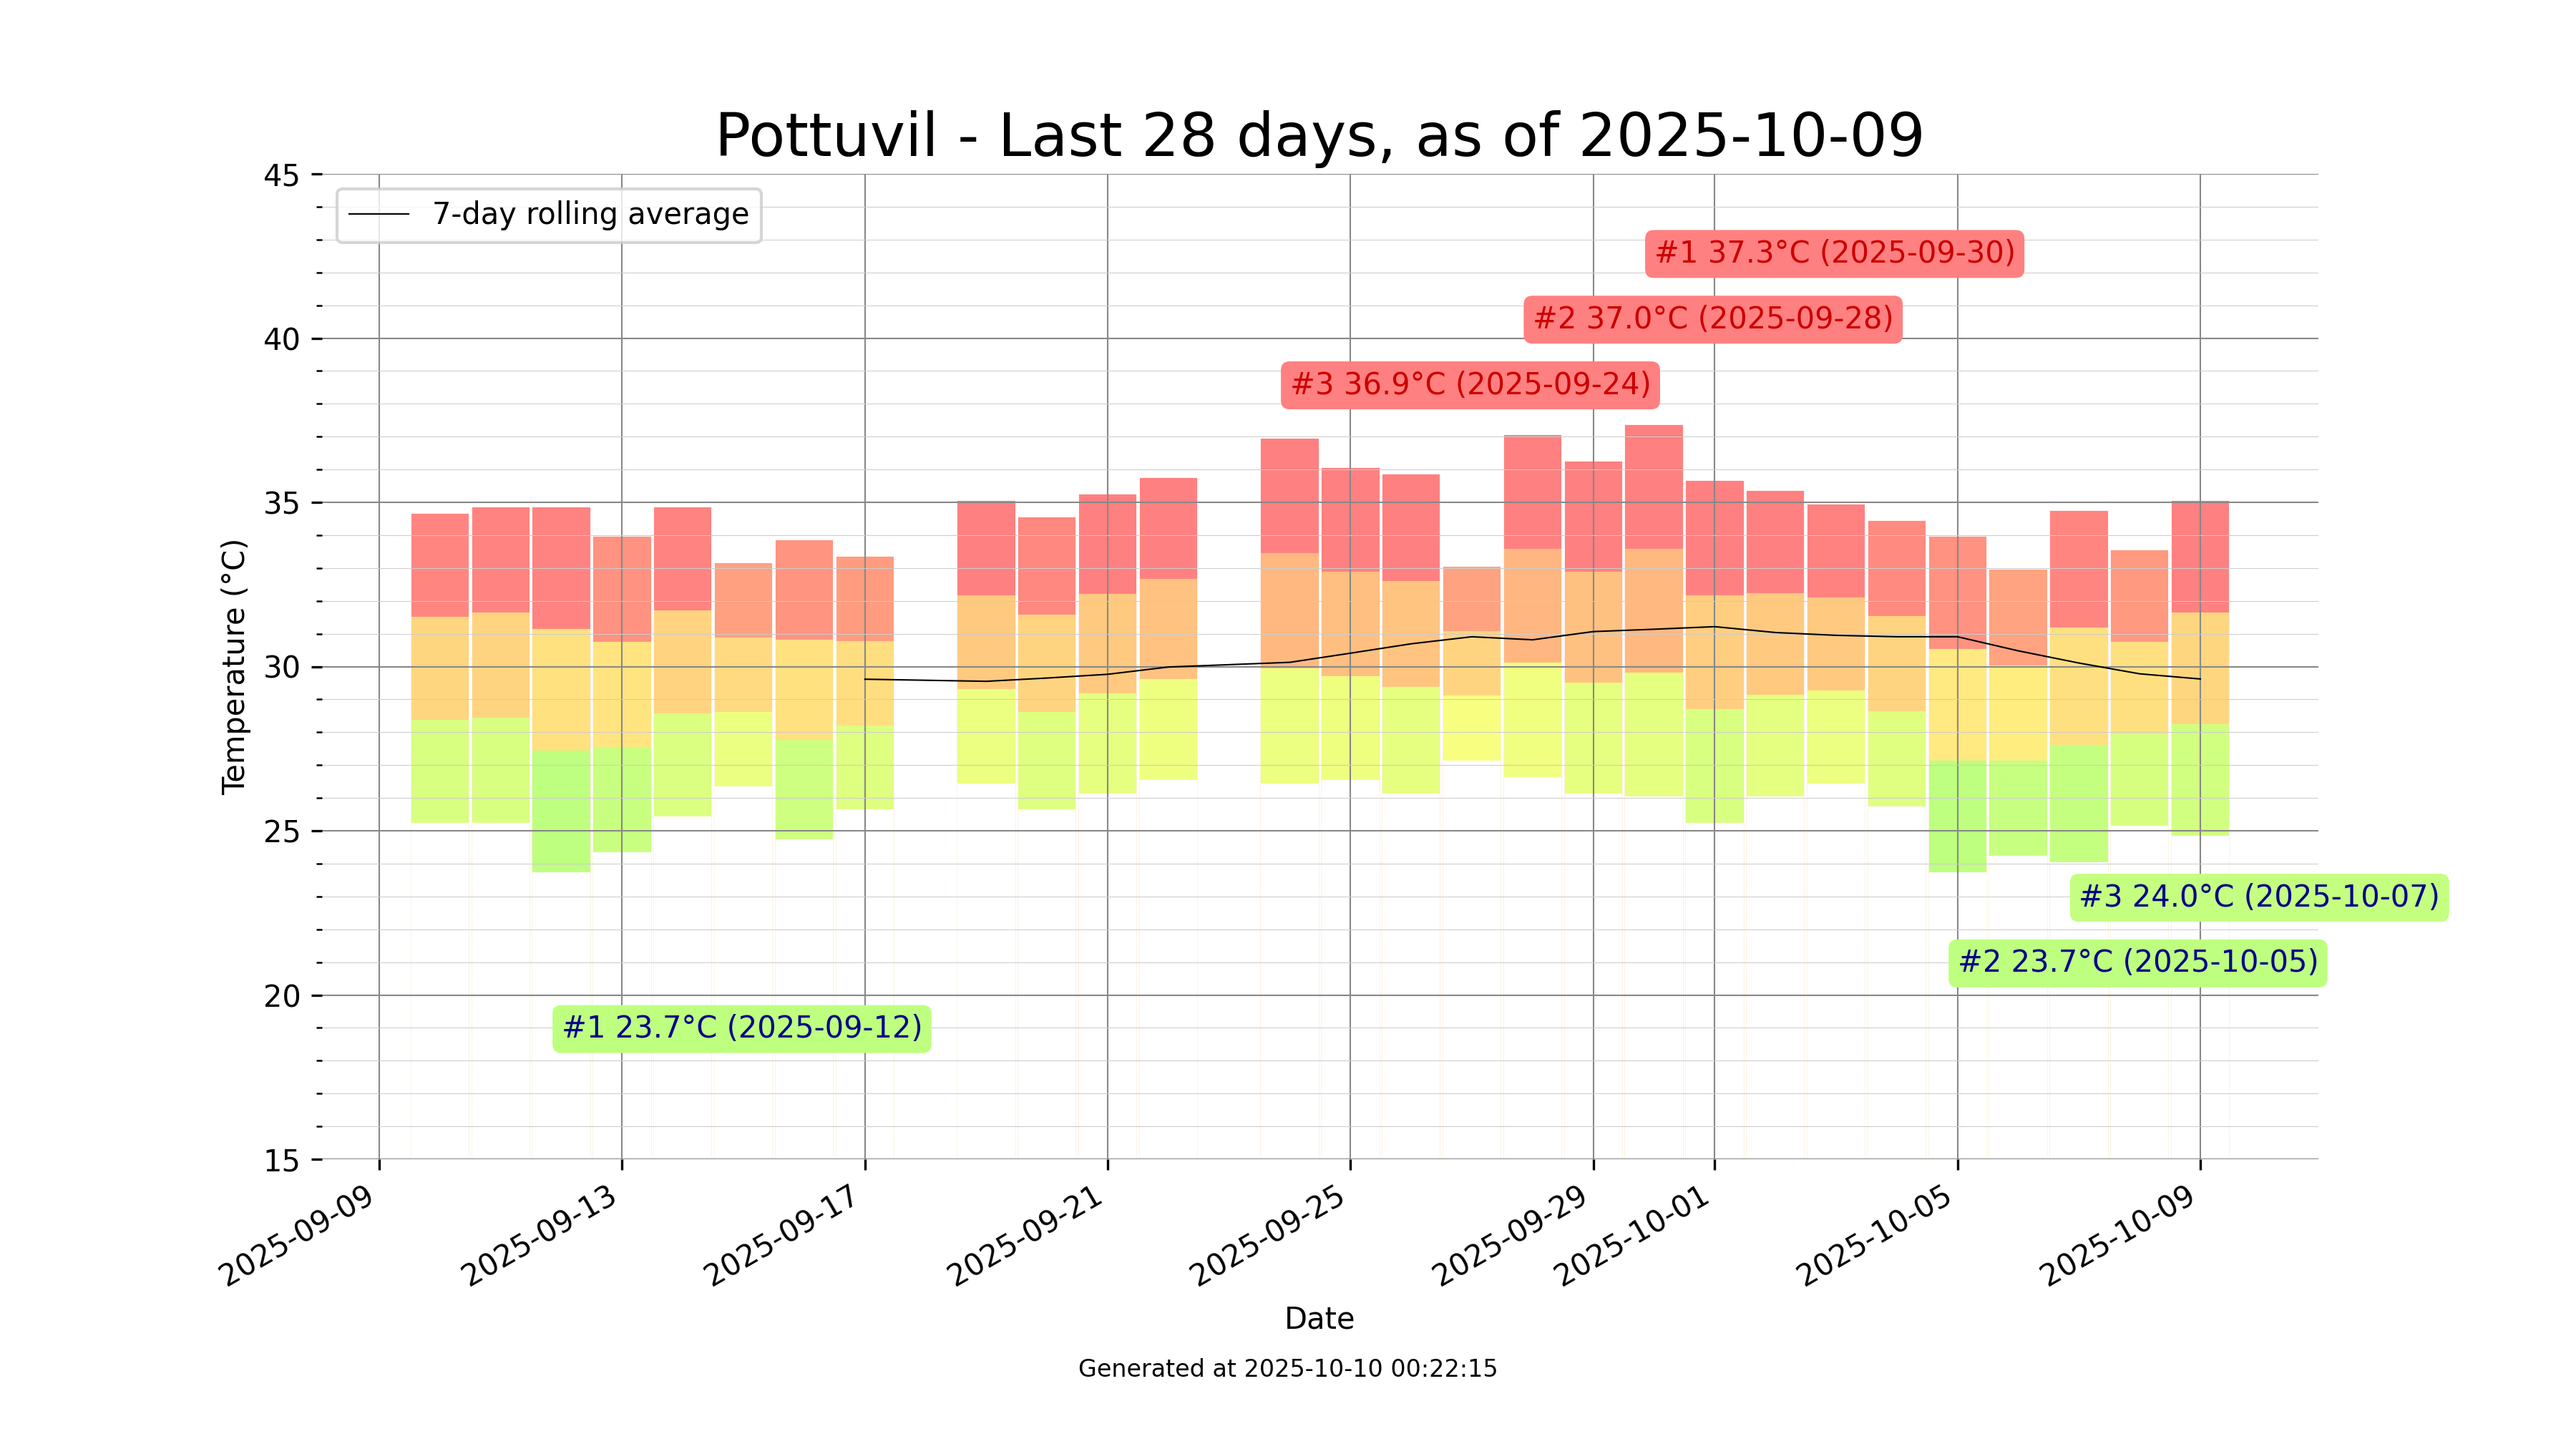 Pottuvil - Last 28 days, as of 2025-10-09
45
7-day rolling average
#1 37.3°C (2025-09-30)
#2 37.0°C (2025-09-28)
40
#3 36.9°C (2025-09-24)
35
Temperature (°C)
30
25
#3 24.0°C (2025-10-07)
#2 23.7°C (2025-10-05)
20
#1 23.7°C (2025-09-12)
15
2025-09-09
2025-09-13
2025-09-17
2025-09-21
2025-09-25
2025-09-29
2025-10-01
2025-10-05
2025-10-09
Date
Generated at 2025-10-10 00:22:15